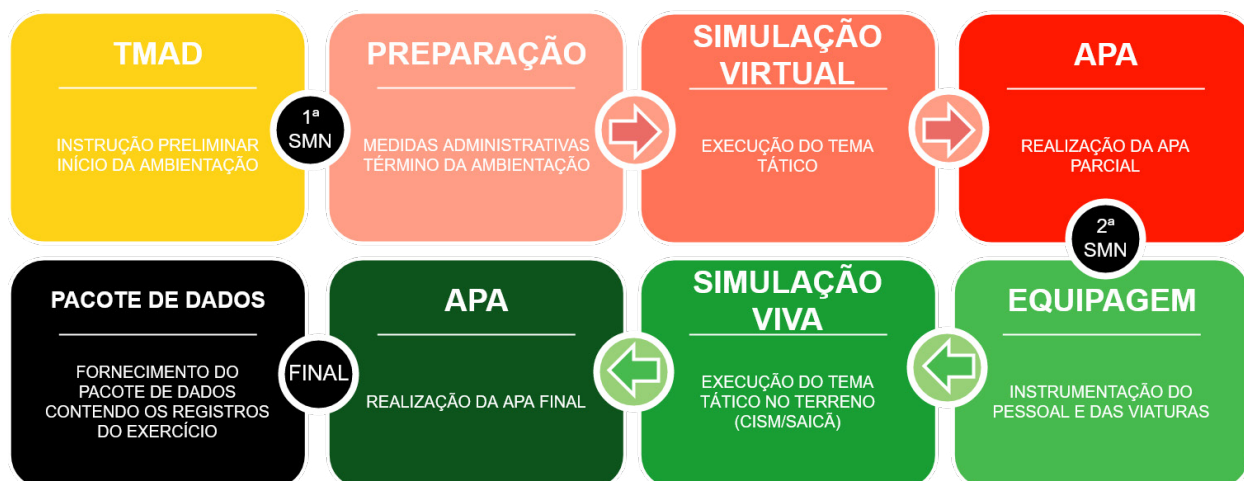 TMAD
INSTRUÇÃO PRELIMINAR
INÍCIO DA AMBIENTAÇÃO
1ª
SMN
PREPARAÇÃO
MEDIDAS ADMINISTRATIVAS
TÉRMINO DA AMBIENTAÇÃO
SIMULAÇÃO
VIRTUAL
EXECUÇÃO DO TEMA
TÁTICO
APA
REALIZAÇÃO DA APA
PARCIAL
2ª
SMN
EQUIPAGEM
INSTRUMENTAÇÃO DO
PESSOAL E DAS VIATURAS
SIMULAÇÃO
VIVA
EXECUÇÃO DO TEMA
TÁTICO NO TERRENO
(CISM/SAICÃ)
APA
REALIZAÇÃO DA APA FINAL
FINAL
PACOTE DE DADOS
FORNECIMENTO DO
PACOTE DE DADOS
CONTENDO OS REGISTROS
DO EXERCÍCIO